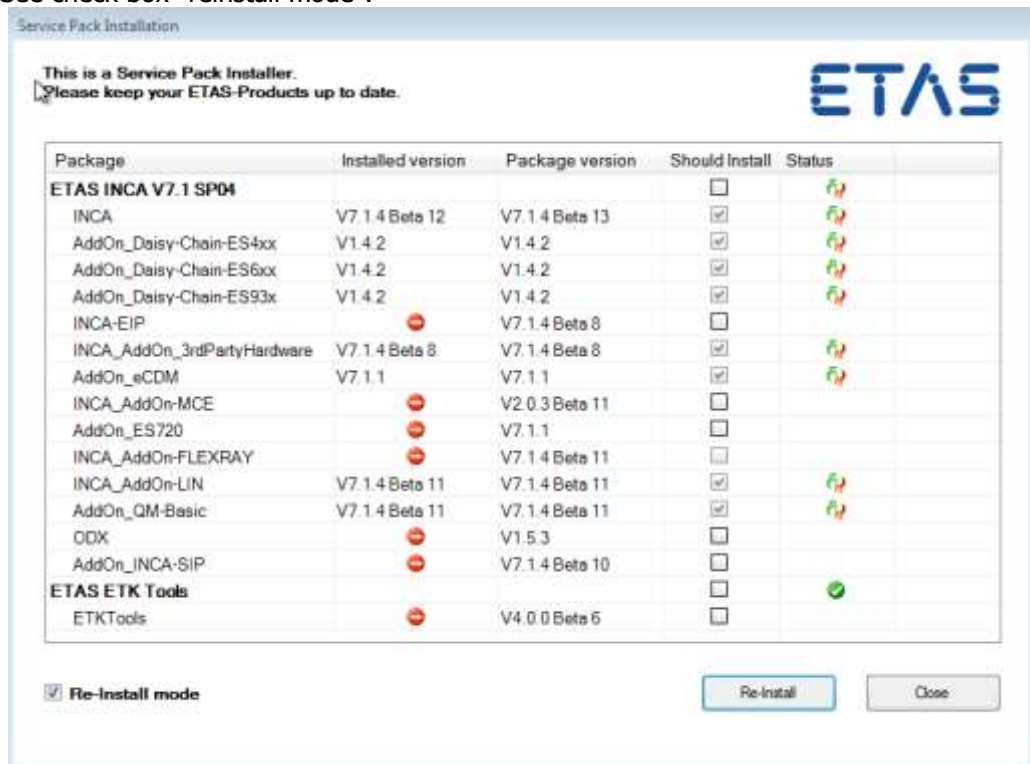 See check box "reinstall mode".
Service Pack Installation
This is a Service Pack Installer.
Please keep your ETAS-Products up to date.
ETAS
Package Installed version Package version Should Install Status
ETAS INCA V7.1 SP04
INCA V7.1.4 Beta 12 V7.1.4 Beta 13
AddOn_Daisy-Chain-ES4xx V1.4.2 V1.4.2
AddOn_Daisy-Chain-ES6xx V1.4.2 V1.4.2
AddOn_Daisy-Chain-ES93x V1.4.2 V1.4.2
INCA-EIP V7.1.4 Beta 8
INCA_AddOn_3rdPartyHardware V7.1.4 Beta 8 V7.1.4 Beta 8
AddOn_eCDM V7.1.1 V7.1.1
INCA_AddOn-MCE V2.0.3 Beta 11
AddOn_ES720 V7.1.1
INCA_AddOn-FLEXRAY V7.1.4 Beta 11
INCA_AddOn-LIN V7.1.4 Beta 11 V7.1.4 Beta 11
AddOn_QM-Basic V7.1.4 Beta 11 V7.1.4 Beta 11
ODX V1.5.3
AddOn_INCA-SIP V7.1.4 Beta 10
ETAS ETK Tools
ETKTools V4.0.0 Beta 6
Re-Install mode Re-Install Close